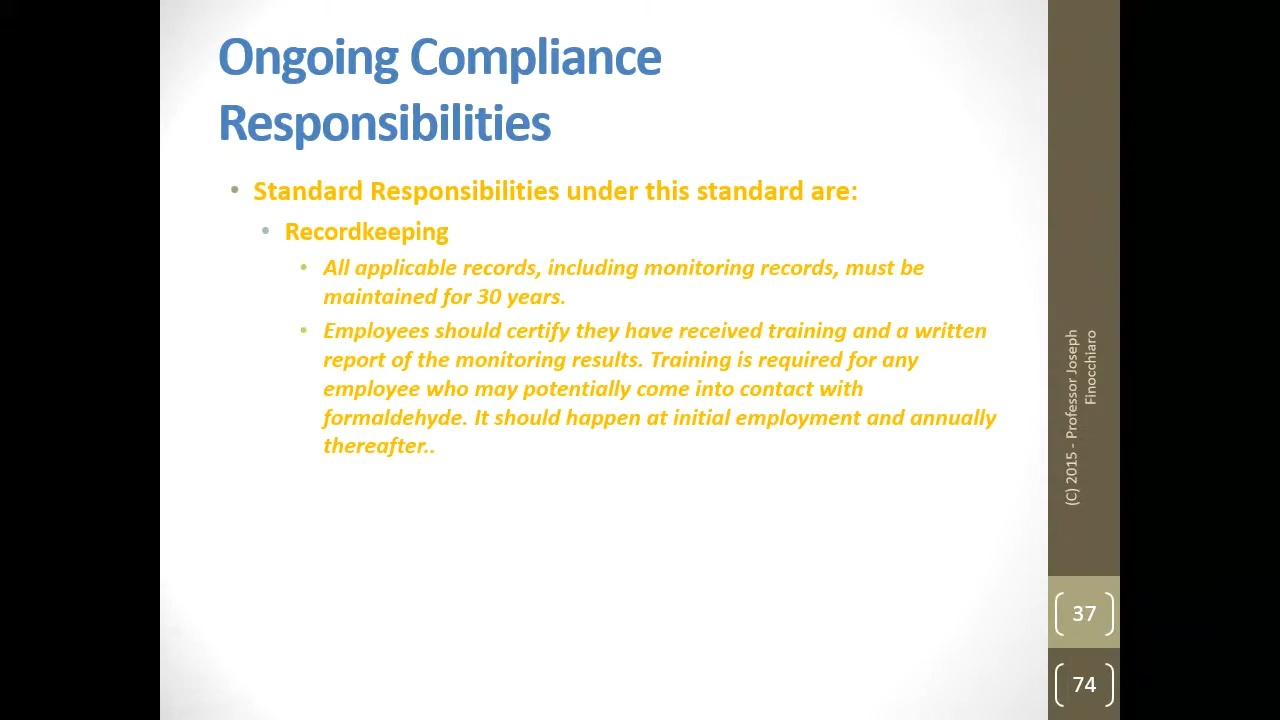 Ongoing Compliance
Responsibilities
• Standard Responsibilities under this standard are:
• Recordkeeping
• All applicable records, including monitoring records, must be
maintained for 30 years.
• Employees should certify they have received training and a written
report of the monitoring results. Training is required for any
employee who may potentially come into contact with
formaldehyde. It should happen at initial employment and annually
thereafter..
(C) 2015 - Professor Joseph
Finocchiaro
37
74